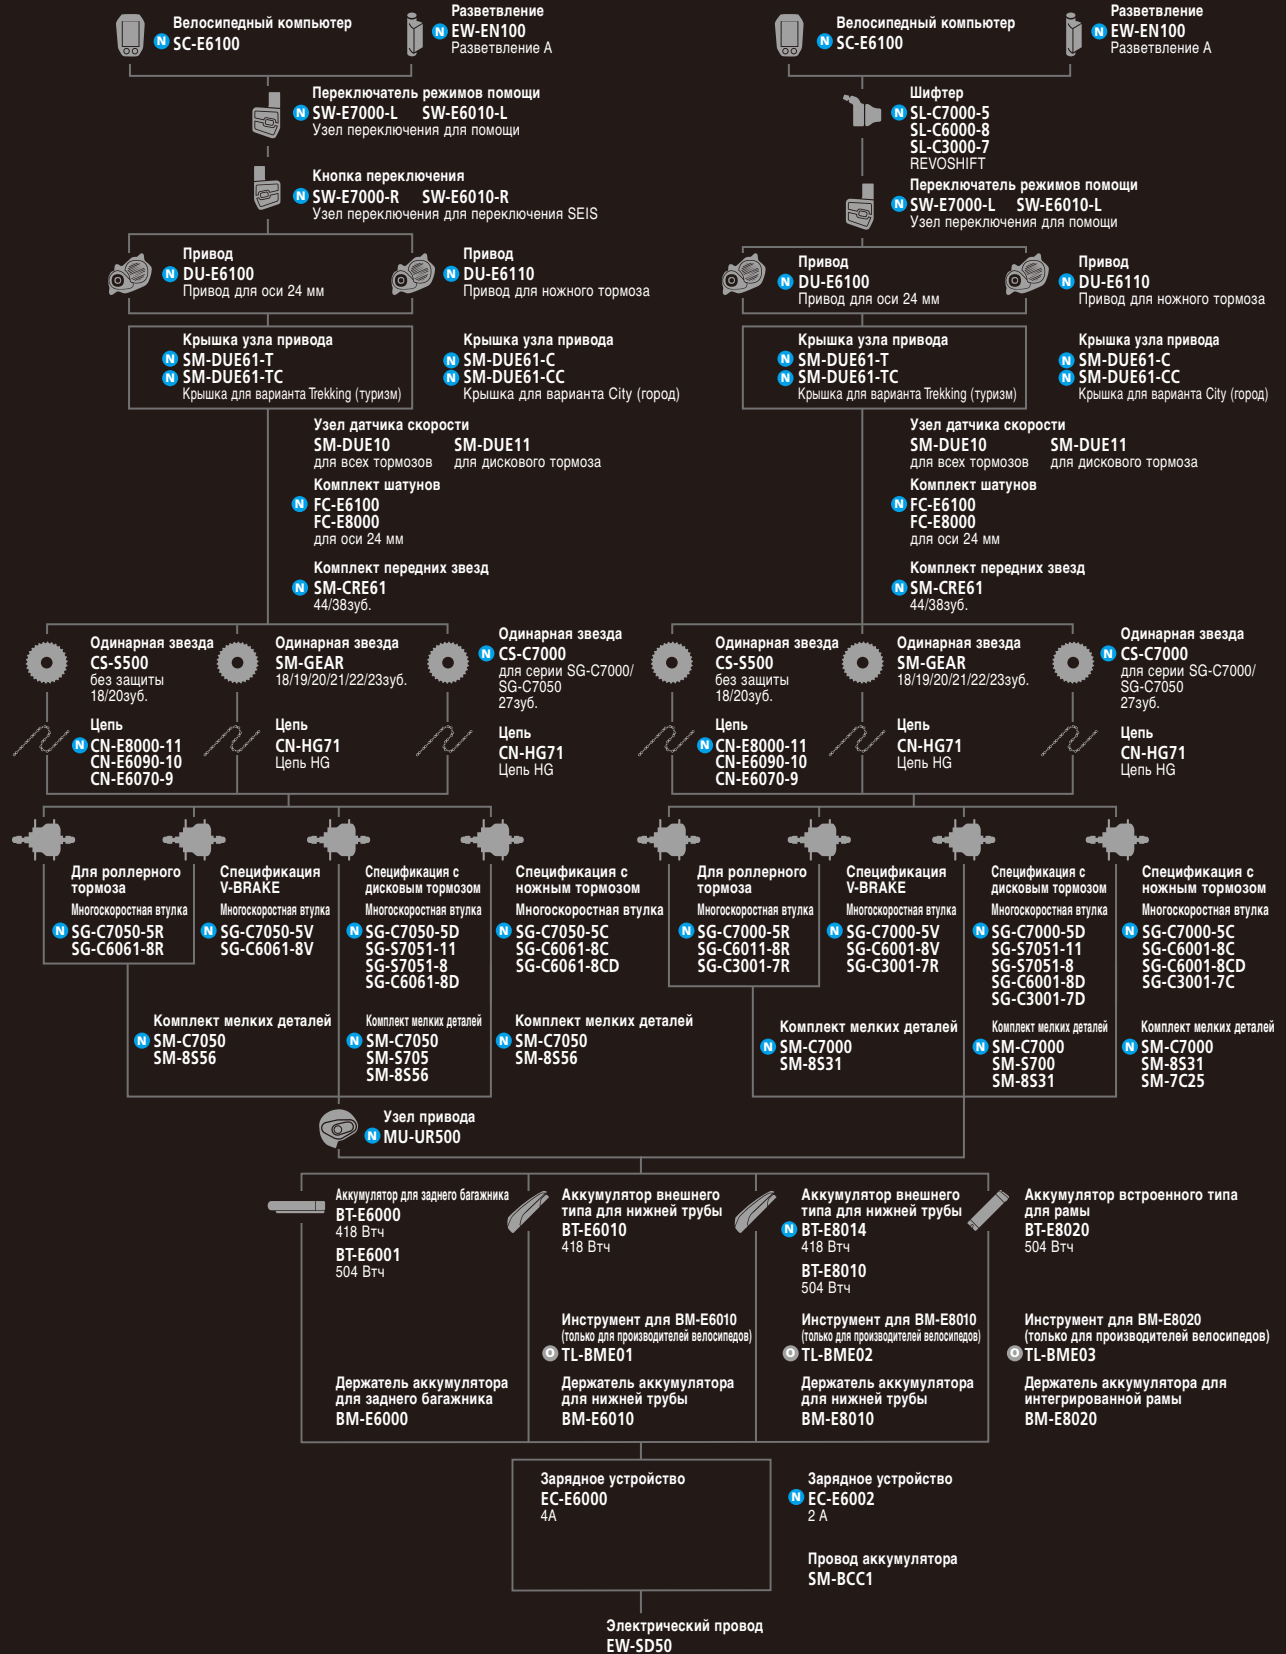 Велосипедный компьютер
N SC-E6100
Разветвление
N EW-EN100
Разветвление A
Переключатель режимов помощи
N SW-E7000-L SW-E6010-L
Узел переключения для помощи
Кнопка переключения
N SW-E7000-R SW-E6010-R
Узел переключения для переключения SEIS
Привод
N DU-E6100
Привод для оси 24 мм
Привод
N DU-E6110
Привод для ножного тормоза
Крышка узла привода
N SM-DUE61-T
N SM-DUE61-TC
Крышка для варианта Trekking (туризм)
Крышка узла привода
N SM-DUE61-C
N SM-DUE61-CC
Крышка для варианта City (город)
Узел датчика скорости
SM-DUE10 SM-DUE11
для всех тормозов для дискового тормоза
Комплект шатунов
N FC-E6100
FC-E8000
для оси 24 мм
Комплект передних звезд
N SM-CRE61
44/38зуб.
Одинарная звезда
CS-S500
без защиты
18/20зуб.
Одинарная звезда
SM-GEAR
18/19/20/21/22/23зуб.
Одинарная звезда
N CS-C7000
для серии SG-C7000/
SG-C7050
27зуб.
Цепь
N CN-E8000-11
CN-E6090-10
CN-E6070-9
Цепь
CN-HG71
Цепь HG
Цепь
CN-HG71
Цепь HG
Для роллерного
тормоза
Многоскоростная втулка
N SG-C7050-5R
SG-C6061-8R
Спецификация
V-BRAKE
Многоскоростная втулка
N SG-C7050-5V
SG-C6061-8V
Спецификация с
дисковым тормозом
Многоскоростная втулка
N SG-C7050-5D
SG-S7051-11
SG-S7051-8
SG-C6061-8D
Спецификация с
ножным тормозом
Многоскоростная втулка
N SG-C7050-5C
SG-C6061-8C
SG-C6061-8CD
Комплект мелких деталей
N SM-C7050
SM-8S56
Комплект мелких деталей
N SM-C7050
SM-S705
SM-8S56
Комплект мелких деталей
N SM-C7050
SM-8S56
Узел привода
N MU-UR500
Велосипедный компьютер
N SC-E6100
Разветвление
N EW-EN100
Разветвление A
Шифтер
N SL-C7000-5
SL-C6000-8
SL-C3000-7
REVOSHIFT
Переключатель режимов помощи
N SW-E7000-L SW-E6010-L
Узел переключения для помощи
Привод
N DU-E6100
Привод для оси 24 мм
Привод
N DU-E6110
Привод для ножного тормоза
Крышка узла привода
N SM-DUE61-T
N SM-DUE61-TC
Крышка для варианта Trekking (туризм)
Крышка узла привода
N SM-DUE61-C
N SM-DUE61-CC
Крышка для варианта City (город)
Узел датчика скорости
SM-DUE10 SM-DUE11
для всех тормозов для дискового тормоза
Комплект шатунов
N FC-E6100
FC-E8000
для оси 24 мм
Комплект передних звезд
N SM-CRE61
44/38зуб.
Одинарная звезда
CS-S500
без защиты
18/20зуб.
Одинарная звезда
SM-GEAR
18/19/20/21/22/23зуб.
Одинарная звезда
N CS-C7000
для серии SG-C7000/
SG-C7050
27зуб.
Цепь
N CN-E8000-11
CN-E6090-10
CN-E6070-9
Цепь
CN-HG71
Цепь HG
Цепь
CN-HG71
Цепь HG
Для роллерного
тормоза
Многоскоростная втулка
N SG-C7000-5R
SG-C6011-8R
SG-C3001-7R
Спецификация
V-BRAKE
Многоскоростная втулка
N SG-C7000-5V
SG-C6001-8V
SG-C3001-7R
Спецификация с
дисковым тормозом
Многоскоростная втулка
N SG-C7000-5D
SG-S7051-11
SG-S7051-8
SG-C6001-8D
SG-C3001-7D
Спецификация с
ножным тормозом
Многоскоростная втулка
N SG-C7000-5C
SG-C6001-8C
SG-C6001-8CD
SG-C3001-7C
Комплект мелких деталей
N SM-C7000
SM-8S31
Комплект мелких деталей
N SM-C7000
SM-S700
SM-8S31
Комплект мелких деталей
N SM-C7000
SM-8S31
SM-7C25
Аккумулятор для заднего багажника
BT-E6000
418 Втч
BT-E6001
504 Втч
Аккумулятор внешнего
типа для нижней трубы
BT-E6010
418 Втч
Аккумулятор внешнего
типа для нижней трубы
N BT-E8014
418 Втч
BT-E8010
504 Втч
Аккумулятор встроенного типа
для рамы
BT-E8020
504 Втч
Инструмент для BM-E6010
(только для производителей велосипедов)
O TL-BME01
Инструмент для BM-E8010
(только для производителей велосипедов)
O TL-BME02
Инструмент для BM-E8020
(только для производителей велосипедов)
O TL-BME03
Держатель аккумулятора
для заднего багажника
BM-E6000
Держатель аккумулятора
для нижней трубы
BM-E6010
Держатель аккумулятора
для нижней трубы
BM-E8010
Держатель аккумулятора для
интегрированной рамы
BM-E8020
Зарядное устройство
EC-E6000
4A
Зарядное устройство
N EC-E6002
2 A
Провод аккумулятора
SM-BCC1
Электрический провод
EW-SD50